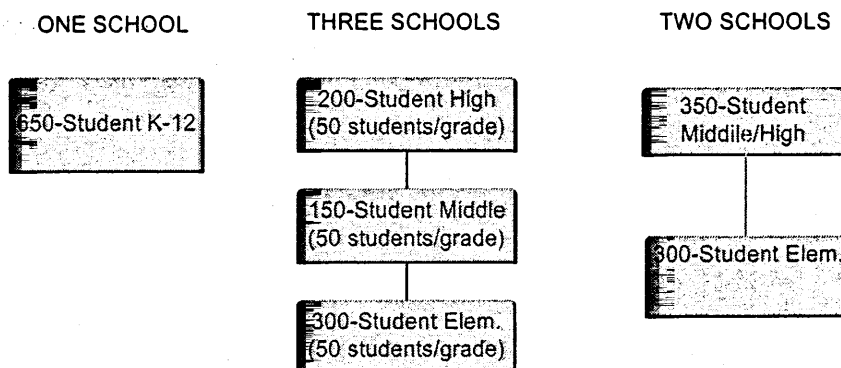 ONE SCHOOL
650-Student K-12
THREE SCHOOLS
200-Student High
(50 students/grade)
150-Student Middle
(50 students/grade)
300-Student Elem.
(50 students/grade)
TWO SCHOOLS
350-Student
Middile/High
300-Student Elem.